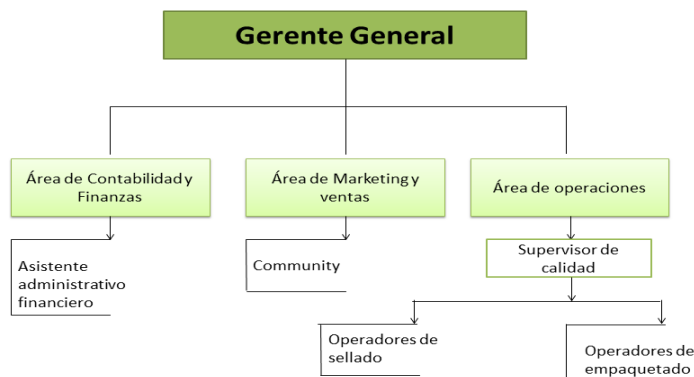 Gerente General
Área de Contabilidad y
Finanzas
Área de Marketing y
ventas
Área de operaciones
Asistente
administrativo
financiero
Community
Supervisor de
calidad
Operadores de
sellado
Operadores de
empaquetado